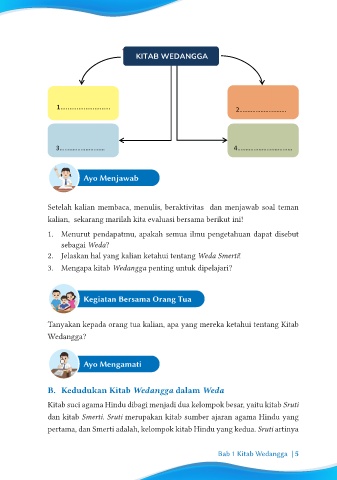 KITAB WEDANGGA
1............................
2..........................
3..........................
4..............................
Ayo Menjawab
Setelah kalian membaca, menulis, beraktivitas dan menjawab soal teman
kalian, sekarang marilah kita evaluasi bersama berikut ini!
1. Menurut pendapatmu, apakah semua ilmu pengetahuan dapat disebut
sebagai Weda?
2. Jelaskan hal yang kalian ketahui tentang Weda Smerti!
3. Mengapa kitab Wedangga penting untuk dipelajari?
Kegiatan Bersama Orang Tua
Tanyakan kepada orang tua kalian, apa yang mereka ketahui tentang Kitab
Wedangga?
Ayo Mengamati
B. Kedudukan Kitab Wedangga dalam Weda
Kitab suci agama Hindu dibagi menjadi dua kelompok besar, yaitu kitab Sruti
dan kitab Smerti. Sruti merupakan kitab sumber ajaran agama Hindu yang
pertama, dan Smerti adalah, kelompok kitab Hindu yang kedua. Sruti artinya
Bab 1 Kitab Wedangga | 5